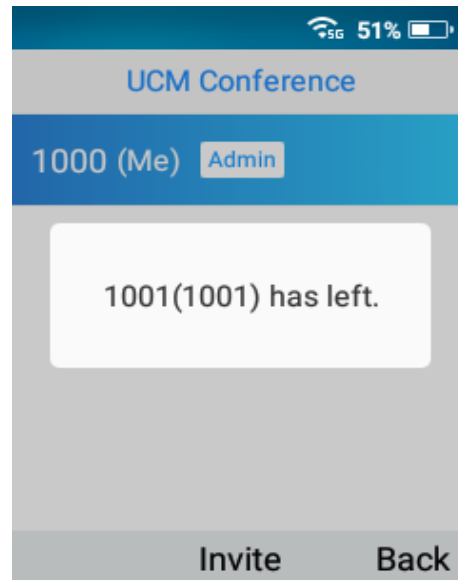 5G 51%
UCM Conference
1000 (Me) Admin
1001(1001) has left.
Invite Back